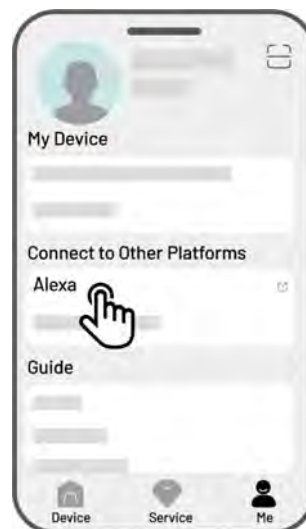 My Device
Connect to Other Platforms
Alexa
Guide
Device Service Me